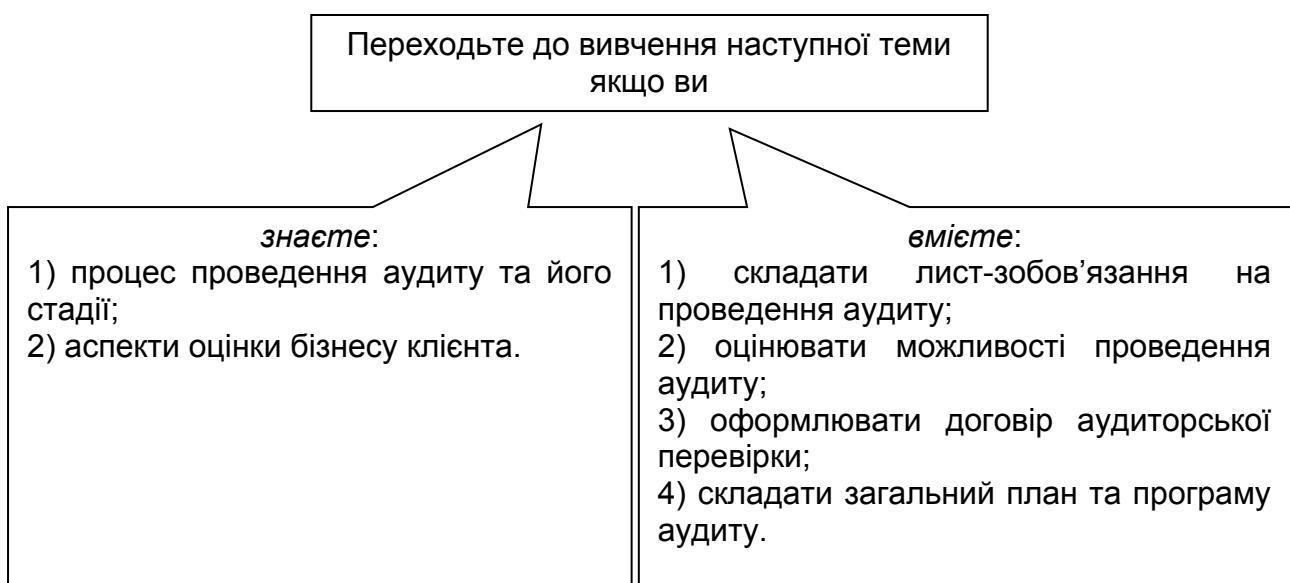 Переходьте до вивчення наступної теми
якщо ви
знаєте:
1) процес проведення аудиту та його
стадії;
2) аспекти оцінки бізнесу клієнта.
вмієте:
1) складати лист-зобов’язання на
проведення аудиту;
2) оцінювати можливості проведення
аудиту;
3) оформлювати договір аудиторської
перевірки;
4) складати загальний план та програму
аудиту.